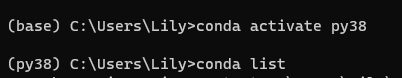 (base) C:\Users\Lily>conda activate py38
(py38) C:\Users\Lily>conda list